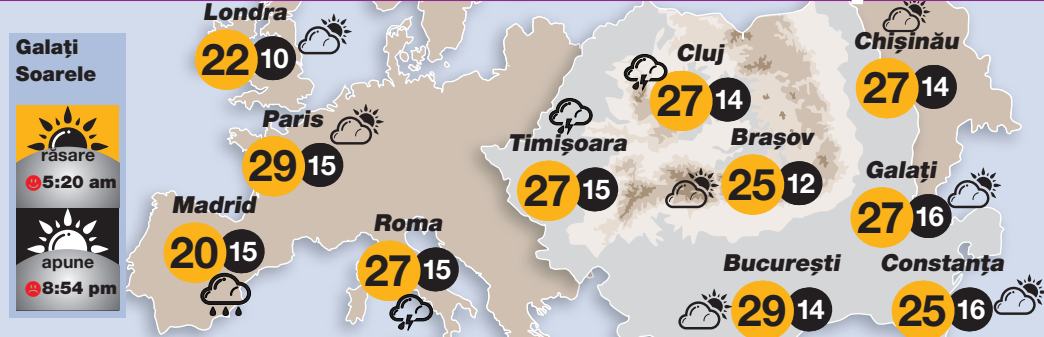 Galați
Soarele
răsare
5:20 am
apune
8:54 pm
Londra
22 10
Paris
29 15
Madrid
20 15
Roma
27 15
Timișoara
27 15
Cluj
27 14
Brașov
25 12
Chișinău
27 14
Galați
27 16
București
29 14
Constanța
25 16